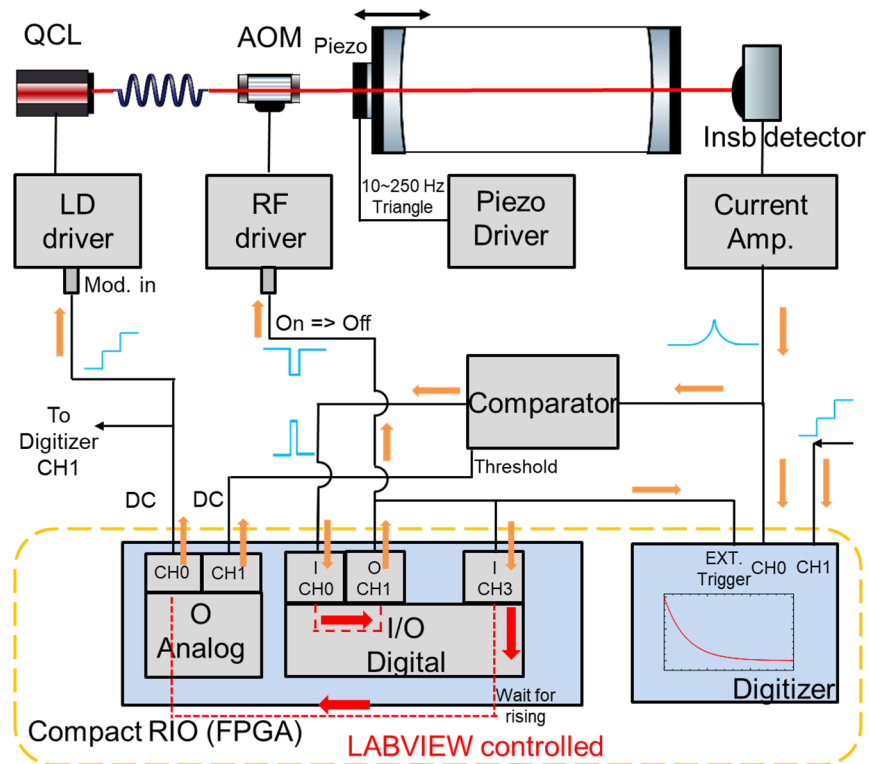 QCL
AOM
Piezo
Insb detector
LD
driver
RF
driver
10~250 Hz
Triangle
Piezo
Driver
Current
Amp.
Mod. in
On => Off
To
Digitizer
CH1
Comparator
Threshold
DC
DC
CH0
CH1
I
CH0
O
CH1
I
CH3
EXT.
Trigger
CH0
CH1
O
Analog
I/O
Digital
Wait for
rising
Digitizer
Compact RIO (FPGA)
LABVIEW controlled